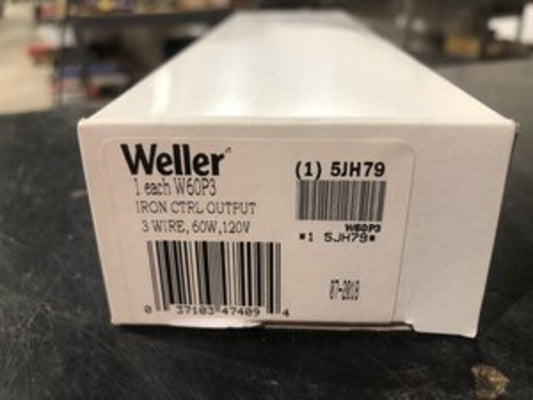 Weller
1 each W60P3
IRON CTRL OUTPUT
3 WIRE, 60W, 120V
0 37103 47409 4
(1) 5JH79
W60P3
*1 5JH79*
07-2019